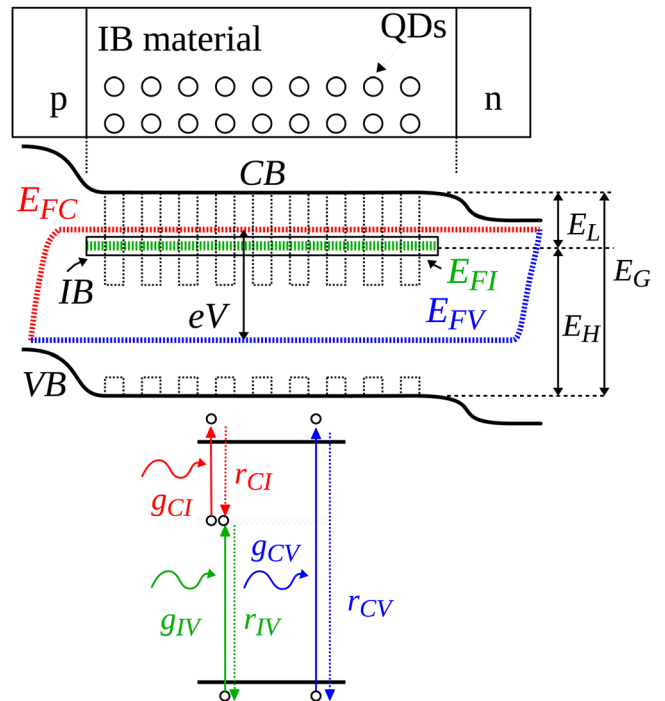 QDs
IB material
p
n
CB
E_FC
E_L
IB
E_FI
E_G
eV
E_FV
E_H
VB
r_CI
g_CI
g_CV
r_CV
g_IV
r_IV